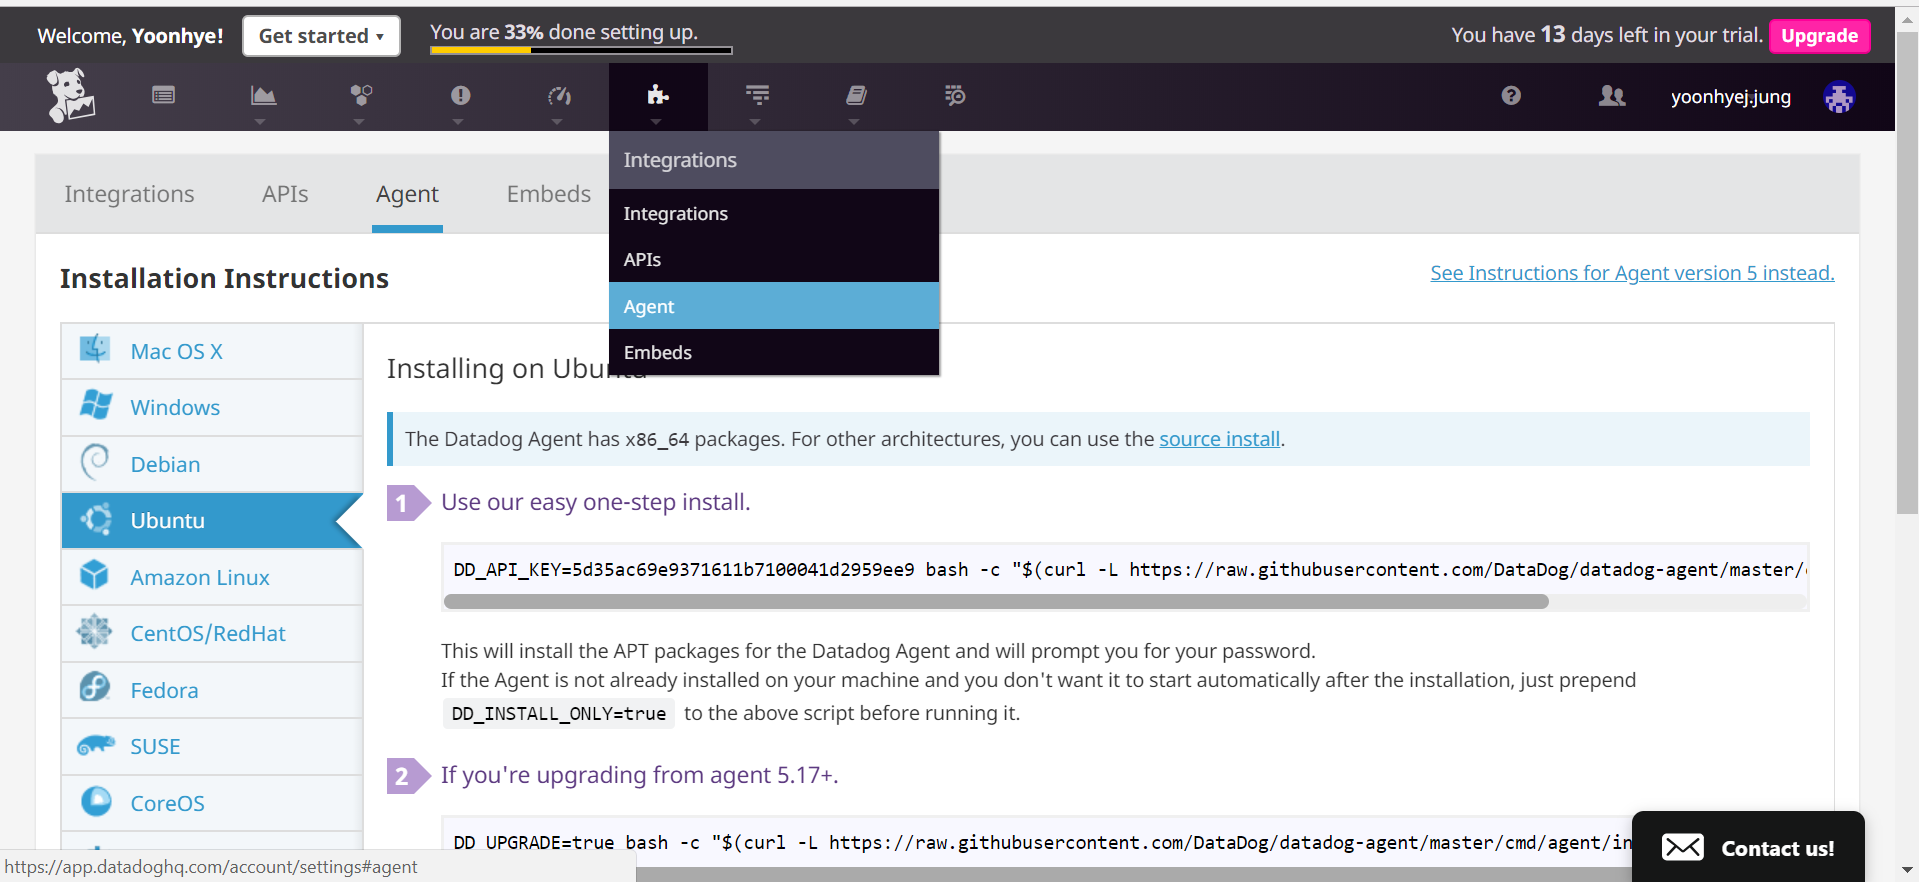 Welcome, Yoonhye!
Get started ▾
You are 33% done setting up.
You have 13 days left in your trial.
Upgrade
yoonhyej.jung
Integrations
APIs
Agent
Embeds
Integrations
Integrations
APIs
Agent
Embeds
Installation Instructions
See Instructions for Agent version 5 instead.
Mac OS X
Windows
Debian
Ubuntu
Amazon Linux
CentOS/RedHat
Fedora
SUSE
CoreOS
Installing on Ubuntu
The Datadog Agent has x86_64 packages. For other architectures, you can use the source install.
1 Use our easy one-step install.
DD_API_KEY=5d35ac69e9371611b7100041d2959ee9 bash -c "$(curl -L https://raw.githubusercontent.com/DataDog/datadog-agent/master/
This will install the APT packages for the Datadog Agent and will prompt you for your password.
If the Agent is not already installed on your machine and you don't want it to start automatically after the installation, just prepend
DD_INSTALL_ONLY=true to the above script before running it.
2 If you're upgrading from agent 5.17+.
DD_UPGRADE=true bash -c "$(curl -L https://raw.githubusercontent.com/DataDog/datadog-agent/master/cmd/agent/in
Contact us!
https://app.datadoghq.com/account/settings#agent